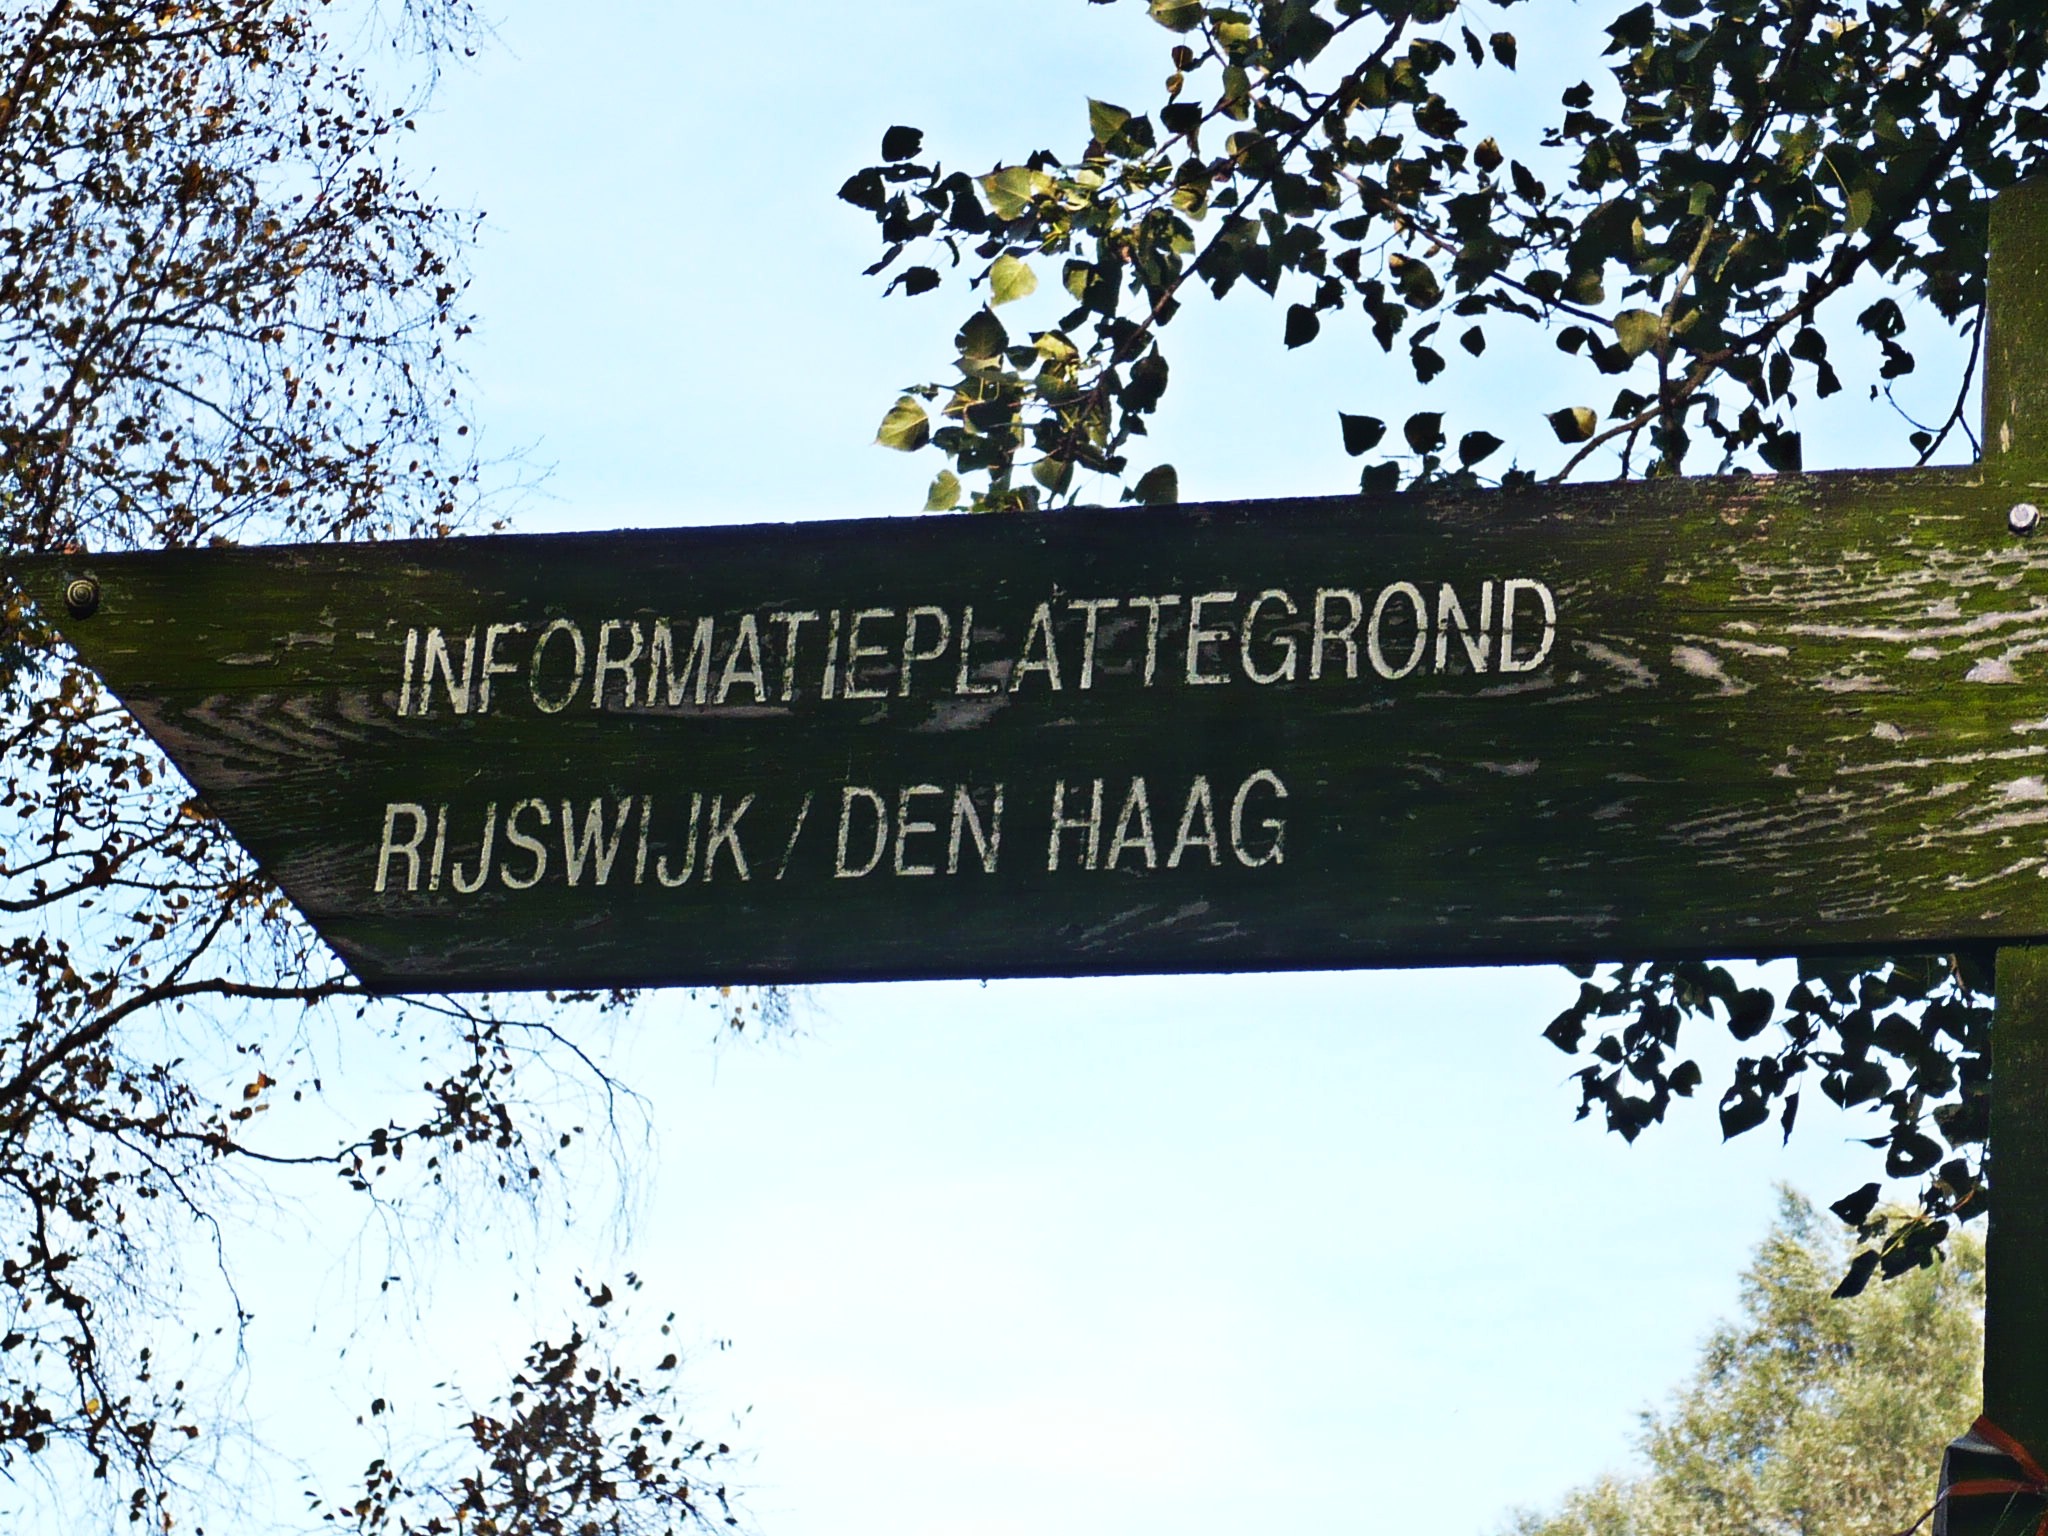 INFORMATIEPLATTEGROND
RIJSWIJK / DEN HAAG